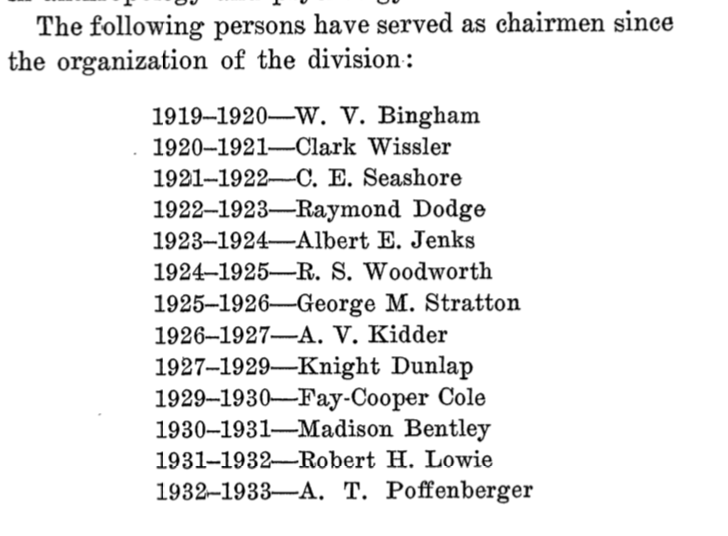 The following persons have served as chairmen since
the organization of the division:
1919–1920—W. V. Bingham
1920–1921—Clark Wissler
1921–1922—C. E. Seashore
1922–1923—Raymond Dodge
1923–1924—Albert E. Jenks
1924–1925—R. S. Woodworth
1925–1926—George M. Stratton
1926–1927—A. V. Kidder
1927–1929—Knight Dunlap
1929–1930—Fay-Cooper Cole
1930–1931—Madison Bentley
1931–1932—Robert H. Lowie
1932–1933—A. T. Poffenberger